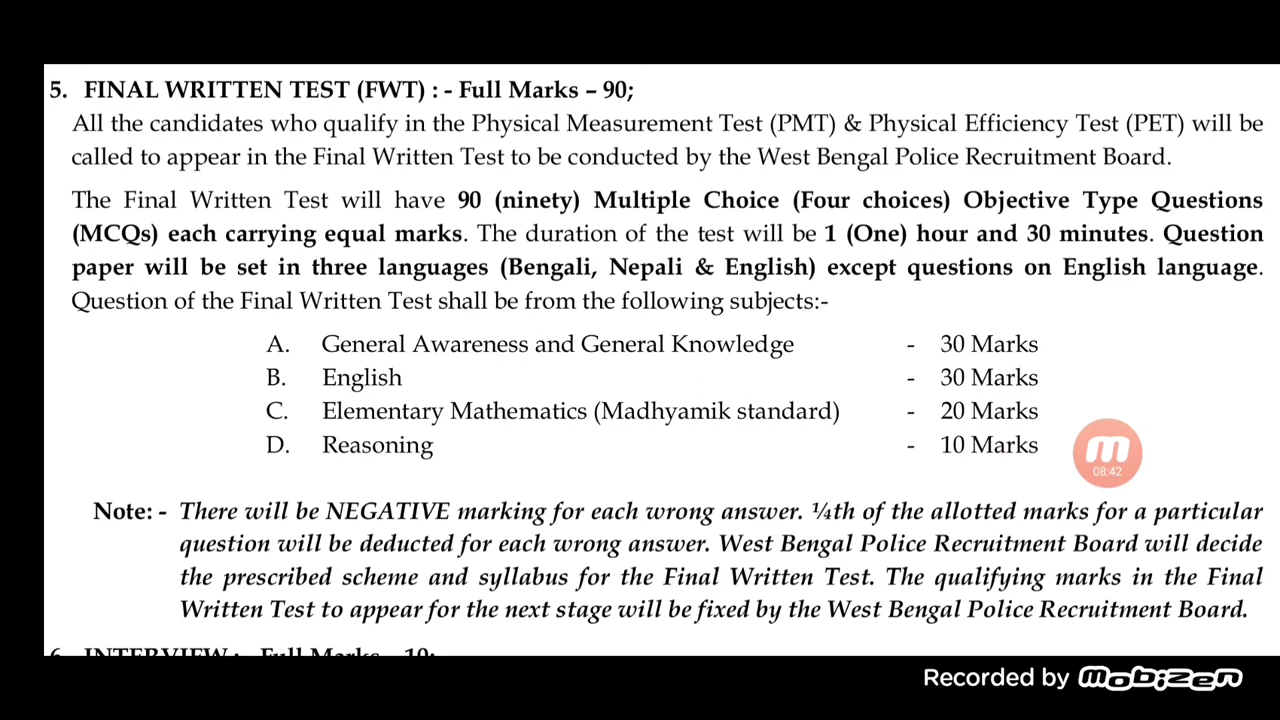 5. FINAL WRITTEN TEST (FWT) : - Full Marks – 90;
All the candidates who qualify in the Physical Measurement Test (PMT) & Physical Efficiency Test (PET) will be
called to appear in the Final Written Test to be conducted by the West Bengal Police Recruitment Board.
The Final Written Test will have 90 (ninety) Multiple Choice (Four choices) Objective Type Questions
(MCQs) each carrying equal marks. The duration of the test will be 1 (One) hour and 30 minutes. Question
paper will be set in three languages (Bengali, Nepali & English) except questions on English language.
Question of the Final Written Test shall be from the following subjects:-
A. General Awareness and General Knowledge - 30 Marks
B. English - 30 Marks
C. Elementary Mathematics (Madhyamik standard) - 20 Marks
D. Reasoning - 10 Marks
m
08:42
Note: - There will be NEGATIVE marking for each wrong answer. ¼th of the allotted marks for a particular
question will be deducted for each wrong answer. West Bengal Police Recruitment Board will decide
the prescribed scheme and syllabus for the Final Written Test. The qualifying marks in the Final
Written Test to appear for the next stage will be fixed by the West Bengal Police Recruitment Board.
6. INTERVIEW: - Full Marks – 10;
Recorded by mobizen